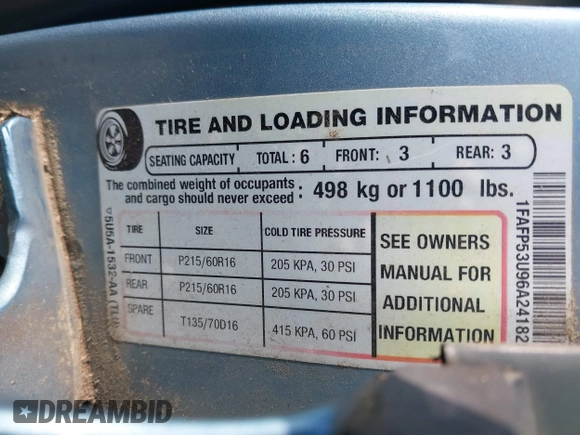 TIRE AND LOADING INFORMATION
SEATING CAPACITY TOTAL : 6 FRONT: 3 REAR: 3
The combined weight of occupants
and cargo should never exceed : 498 kg or 1100 lbs.
TIRE SIZE COLD TIRE PRESSURE
FRONT P215/60R16 205 KPA, 30 PSI
REAR P215/60R16 205 KPA, 30 PSI
SPARE T135/70D16 415 KPA, 60 PSI
SEE OWNERS
MANUAL FOR
ADDITIONAL
INFORMATION
1FAFP53U96A24182
DREAMBID